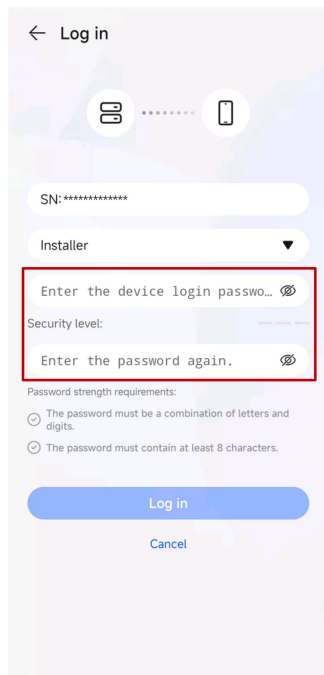 Log in
SN:*************
Installer
Enter the device login passwo...
Security level:
Enter the password again.
Password strength requirements:
The password must be a combination of letters and
digits.
The password must contain at least 8 characters.
Log in
Cancel